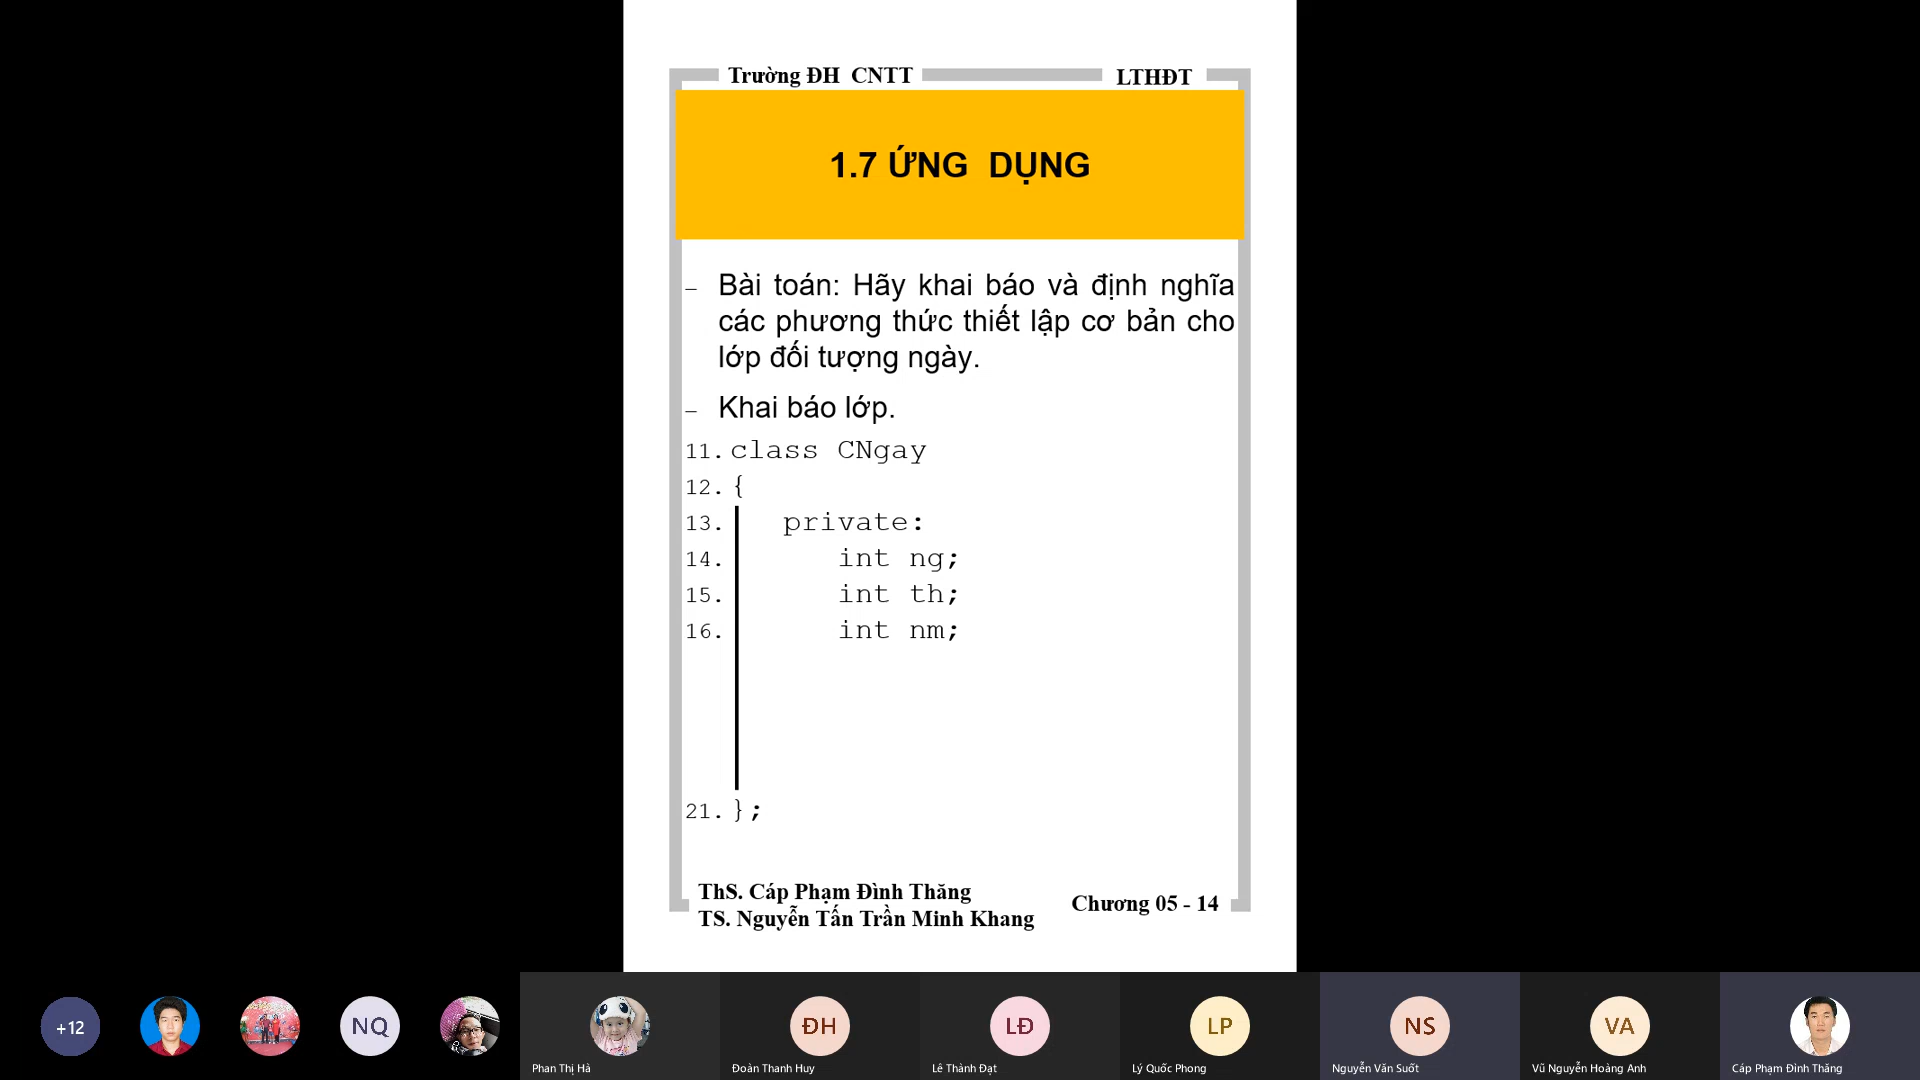 Trường ĐH  CNTT
LTHĐT
1.7 ỨNG  DỤNG
– Bài toán: Hãy khai báo và định nghĩa
các phương thức thiết lập cơ bản cho
lớp đối tượng ngày.
– Khai báo lớp.
11. class CNgay
12. {
13. private:
14. int ng;
15. int th;
16. int nm;
21. };
ThS. Cáp Phạm Đình Thăng
TS. Nguyễn Tấn Trần Minh Khang
Chương 05 - 14
+12
NQ
ĐH
LĐ
LP
NS
VA
Phan Thị Hà
Đoàn Thanh Huy
Lê Thành Đạt
Lý Quốc Phong
Nguyễn Văn Suốt
Vũ Nguyễn Hoàng Anh
Cáp Phạm Đình Thăng